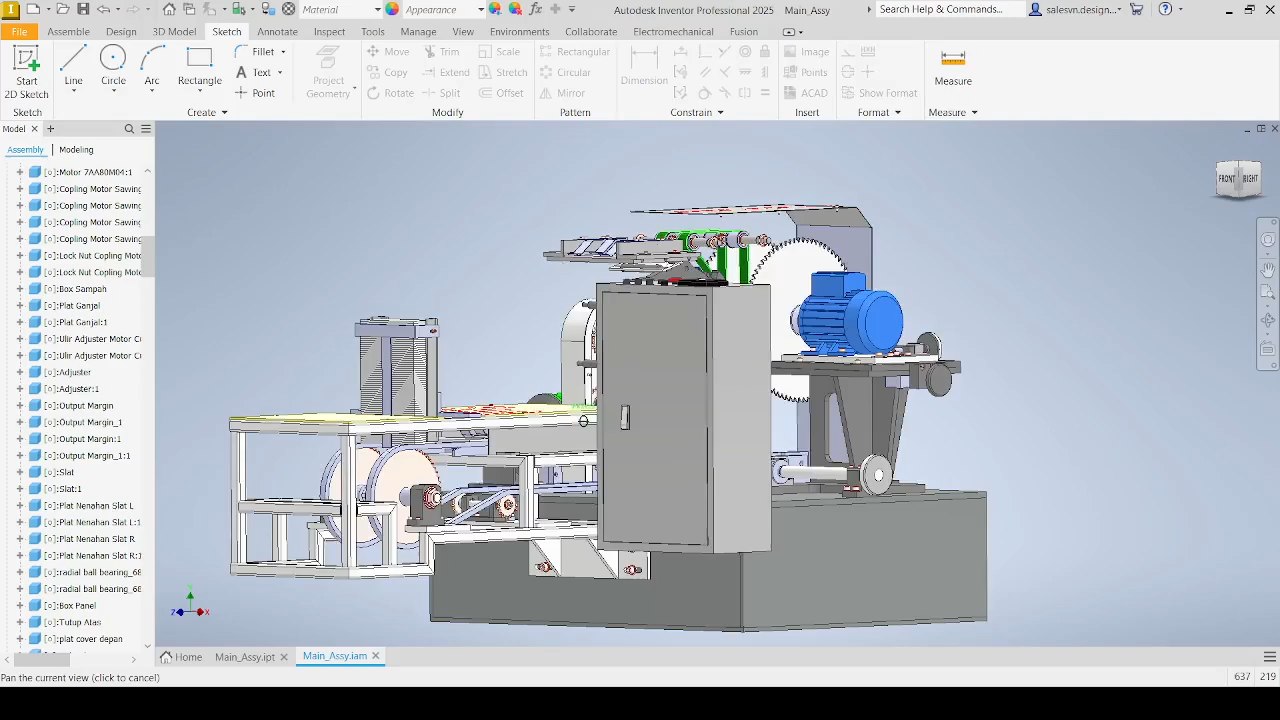 Material
Appearance
Autodesk Inventor Professional 2025 Main_Assy
Search Help & Commands...
salesvn.design...
File
Assemble
Design
3D Model
Sketch
Annotate
Inspect
Tools
Manage
View
Environments
Collaborate
Electromechanical
Fusion
Start
2D Sketch
Line
Circle
Arc
Rectangle
Fillet
Text
Point
Project
Geometry
Move
Copy
Rotate
Trim
Extend
Split
Scale
Stretch
Offset
Rectangular
Circular
Mirror
Dimension
Image
Points
ACAD
Show Format
Measure
Sketch
Create
Modify
Pattern
Constrain
Insert
Format
Measure
Model
Assembly
Modeling
[o]:Motor 7AA80M04:1
[o]:Copling Motor Sawing
[o]:Copling Motor Sawing
[o]:Copling Motor Sawing
[o]:Copling Motor Sawing
[o]:Lock Nut Copling Moto
[o]:Lock Nut Copling Moto
[o]:Box Sampah
[o]:Plat Ganjal
[o]:Plat Ganjal:1
[o]:Ulir Adjuster Motor Cu
[o]:Ulir Adjuster Motor Cu
[o]:Adjuster
[o]:Adjuster:1
[o]:Output Margin
[o]:Output Margin_1
[o]:Output Margin:1
[o]:Output Margin_1:1
[o]:Slat
[o]:Slat:1
[o]:Plat Nenahan Slat L
[o]:Plat Nenahan Slat L:1
[o]:Plat Nenahan Slat R
[o]:Plat Nenahan Slat R:1
[o]:radial ball bearing_68
[o]:radial ball bearing_68
[o]:Box Panel
[o]:Tutup Atas
[o]:plat cover depan
FRONT
RIGHT
Y
Z
X
Home
Main_Assy.ipt
Main_Assy.iam
Pan the current view (click to cancel)
637
219